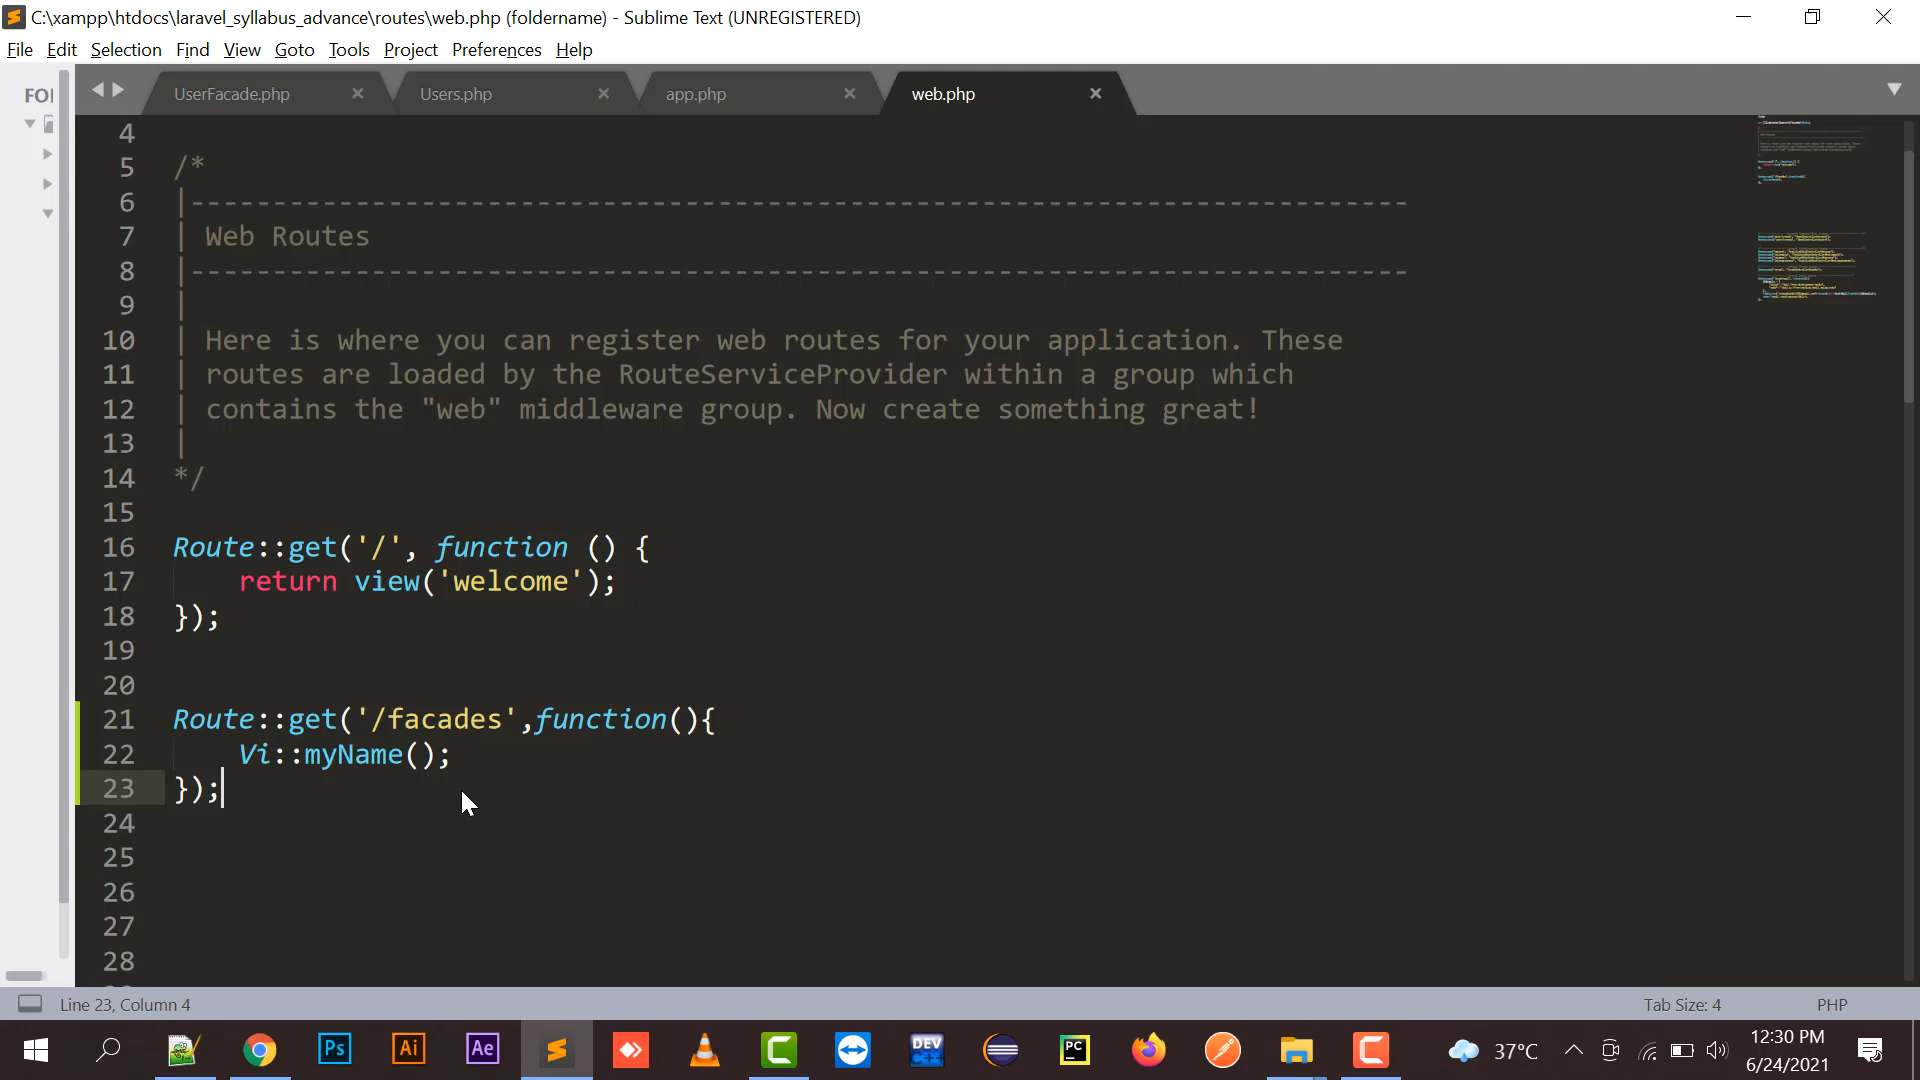 C:\xampp\htdocs\laravel_syllabus_advance\routes\web.php (foldername) - Sublime Text (UNREGISTERED)
File Edit Selection Find View Goto Tools Project Preferences Help
FOI
UserFacade.php × Users.php × app.php × web.php ×
4
5 /*
6 |--------------------------------------------------------------------------
7 | Web Routes
8 |--------------------------------------------------------------------------
9 |
10 | Here is where you can register web routes for your application. These
11 | routes are loaded by the RouteServiceProvider within a group which
12 | contains the "web" middleware group. Now create something great!
13 |
14 */
15
16 Route::get('/', function () {
17 return view('welcome');
18 });
19
20
21 Route::get('/facades',function(){
22 Vi::myName();
23 });
24
25
26
27
28
Line 23, Column 4
Tab Size: 4 PHP
Ps Ai Ae DEV C++ PC
37°C
12:30 PM
6/24/2021